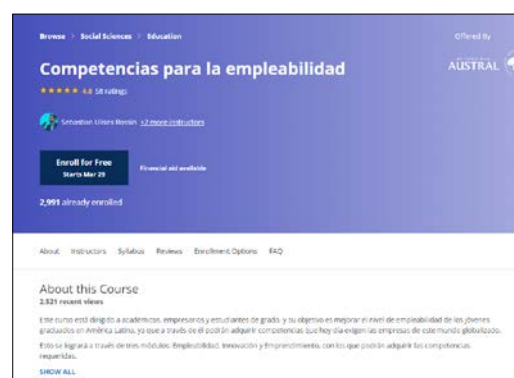 Browse > Social Sciences > Education
Offered By
Competencias para la empleabilidad
AUSTRAL
4.8 58 ratings
Sebastian Ulises +2 more instructors
Enroll for Free
Starts Mar 29
Financial aid available
2,991 already enrolled
About Instructors Syllabus Reviews Enrollment Options FAQ
About this Course
2,521 recent views
Este curso está dirigido a académicos, empresarios y estudiantes de grado, y su objetivo es mejorar el nivel de empleabilidad de los jóvenes
graduados en América Latina, ya que a través de él podrán adquirir competencias que hoy día exigen las empresas de este mundo globalizado.
Esto se logrará a través de tres módulos: Empleabilidad, Innovación y Emprendimiento, con los que podrán adquirir las competencias
requeridas.
SHOW ALL